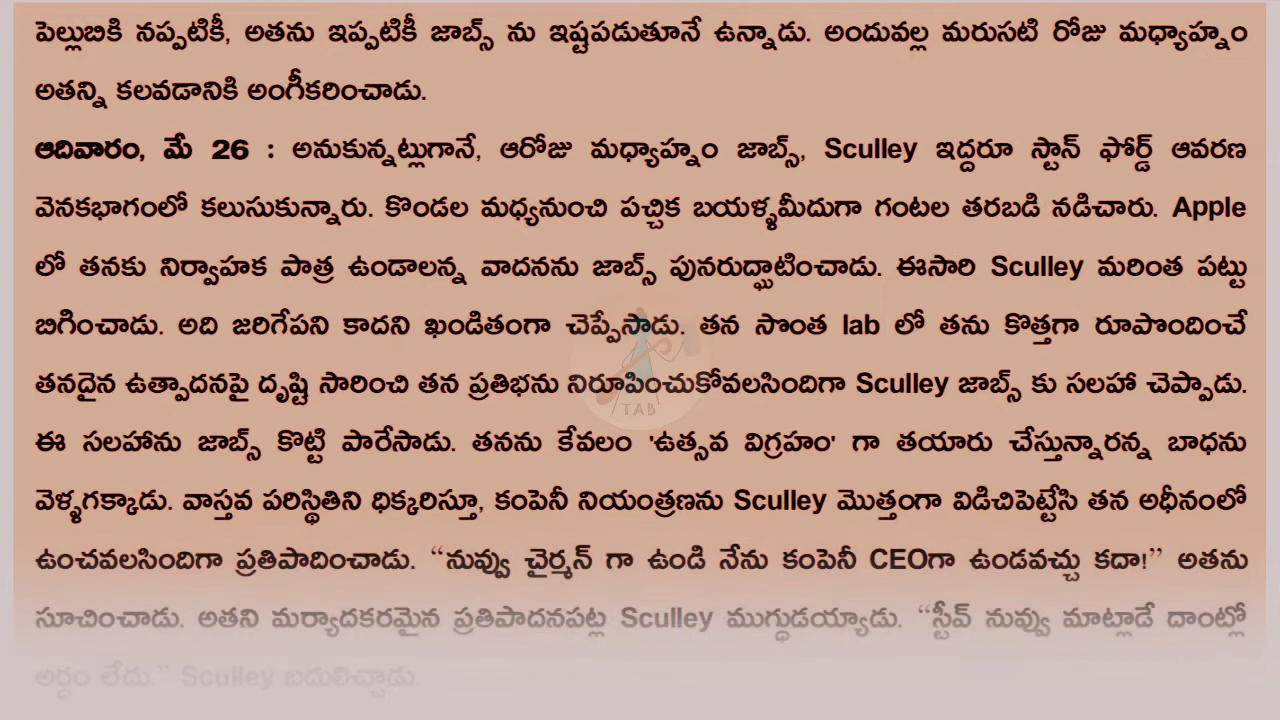 పెల్లుబికి నప్పటికీ, అతను ఇప్పటికీ జాబ్స్ ను ఇష్టపడుతూనే ఉన్నాడు. అందువల్ల మరుసటి రోజు మధ్యాహ్నం
అతన్ని కలవడానికి అంగీకరించాడు.
ఆదివారం, మే 26 : అనుకున్నట్లుగానే, ఆరోజు మధ్యాహ్నం జాబ్స్, Sculley ఇద్దరూ స్టాన్ ఫోర్డ్ ఆవరణ
వెనకభాగంలో కలుసుకున్నారు. కొండల మధ్యనుంచి పచ్చిక బయళ్ళమీదుగా గంటల తరబడి నడిచారు. Apple
లో తనకు నిర్వాహక పాత్ర ఉండాలన్న వాదనను జాబ్స్ పునరుద్ఘాటించాడు. ఈసారి Sculley మరింత పట్టు
బిగించాడు. అది జరిగేపని కాదని ఖండితంగా చెప్పేసాడు. తన సొంత lab లో తను కొత్తగా రూపొందించే
తనదైన ఉత్పాదనపై దృష్టి సారించి తన ప్రతిభను నిరూపించుకోవలసిందిగా Sculley జాబ్స్ కు సలహా చెప్పాడు.
ఈ సలహాను జాబ్స్ కొట్టి పారేసాడు. తనను కేవలం 'ఉత్సవ విగ్రహం' గా తయారు చేస్తున్నారన్న బాధను
వెళ్ళగక్కాడు. వాస్తవ పరిస్థితిని ధిక్కరిస్తూ, కంపెనీ నియంత్రణను Sculley మొత్తంగా విడిచిపెట్టేసి తన అధీనంలో
ఉంచవలసిందిగా ప్రతిపాదించాడు. “నువ్వు చైర్మన్ గా ఉండి నేను కంపెనీ CEOగా ఉండవచ్చు కదా!” అతను
సూచించాడు. అతని మర్యాదకరమైన ప్రతిపాదనపట్ల Sculley ముగ్ధుడయ్యాడు. “స్టీవ్ నువ్వు మాట్లాడే దాంట్లో
అర్ధం లేదు.” Sculley బదులిచ్చాడు.
TAB